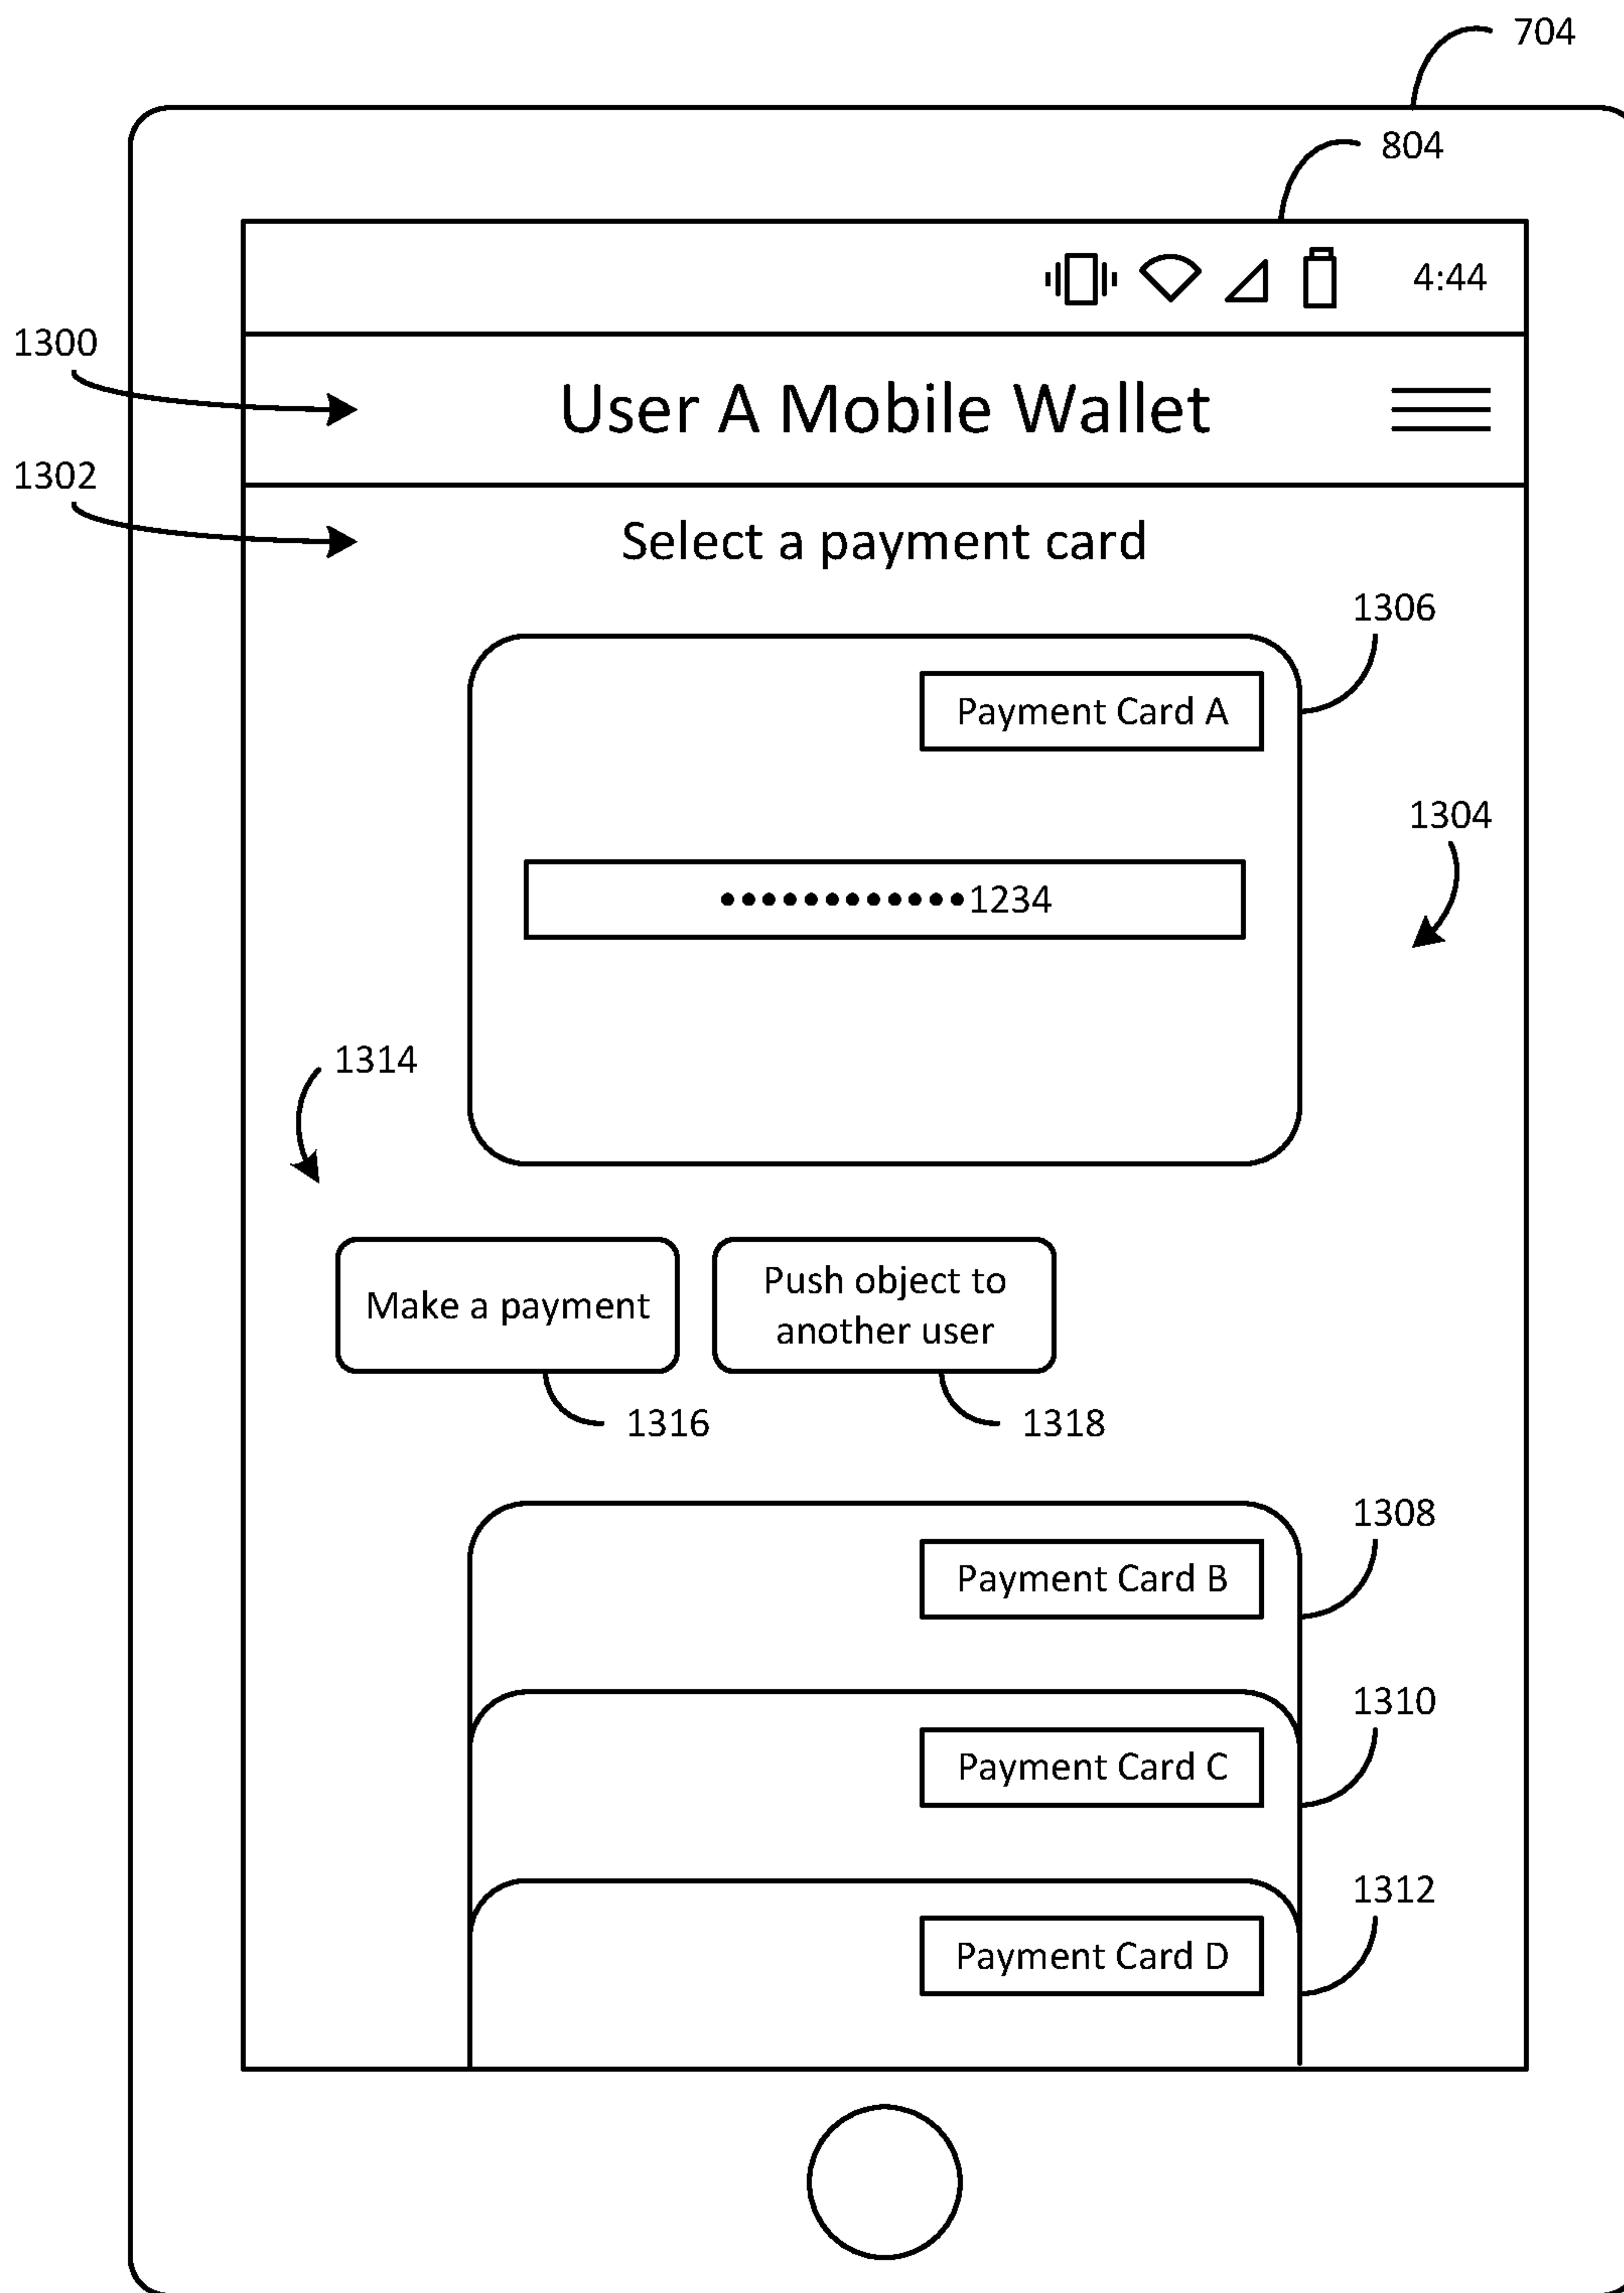 704
804
4:44
1300
User A Mobile Wallet
1302
Select a payment card
1306
Payment Card A
1304
••••••••••••1234
1314
Make a payment
Push object to
another user
1316
1318
1308
Payment Card B
1310
Payment Card C
1312
Payment Card D